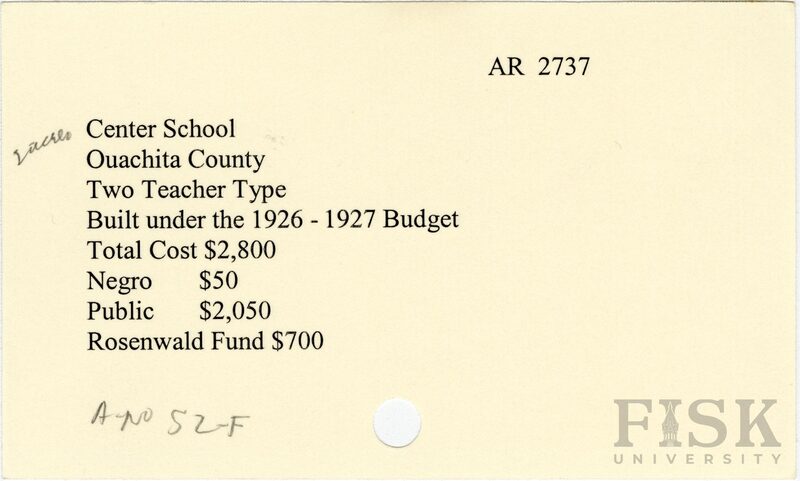 AR 2737
2 acres
Center School
Ouachita County
Two Teacher Type
Built under the 1926 - 1927 Budget
Total Cost $2,800
Negro $50
Public $2,050
Rosenwald Fund $700
A-NO 52-F
FISK
UNIVERSITY